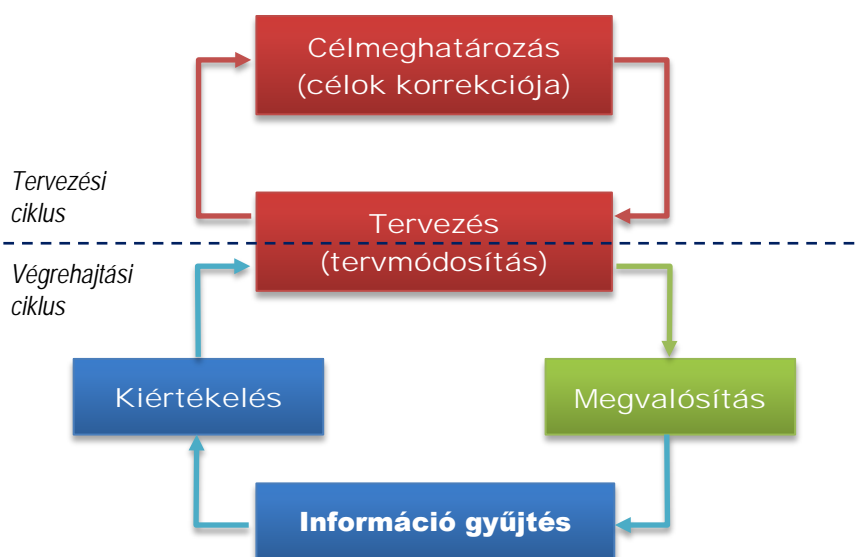 Célmeghatározás
(célok korrekciója)
Tervezési
ciklus
Tervezés
(tervmódosítás)
Végrehajtási
ciklus
Kiértékelés
Megvalósítás
Információ gyűjtés